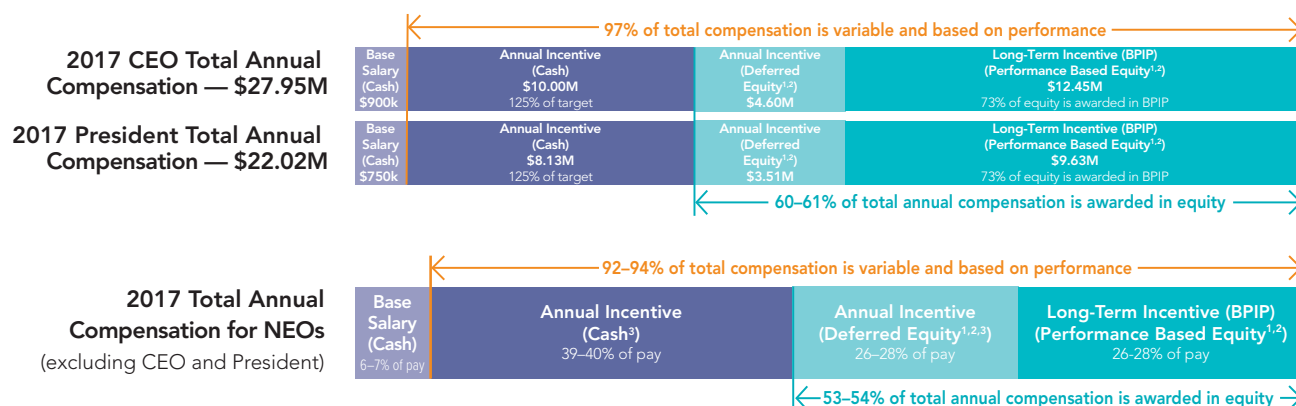 97% of total compensation is variable and based on performance
2017 CEO Total Annual
Compensation — $27.95M
Base
Salary
(Cash)
$900k
Annual Incentive
(Cash)
$10.00M
125% of target
Annual Incentive
(Deferred
Equity1,2)
$4.60M
Long-Term Incentive (BPIP)
(Performance Based Equity1,2)
$12.45M
73% of equity is awarded in BPIP
2017 President Total Annual
Compensation — $22.02M
Base
Salary
(Cash)
$750k
Annual Incentive
(Cash)
$8.13M
125% of target
Annual Incentive
(Deferred
Equity1,2)
$3.51M
Long-Term Incentive (BPIP)
(Performance Based Equity1,2)
$9.63M
73% of equity is awarded in BPIP
60–61% of total annual compensation is awarded in equity
92–94% of total compensation is variable and based on performance
2017 Total Annual
Compensation for NEOs
(excluding CEO and President)
Base
Salary
(Cash)
6–7% of pay
Annual Incentive
(Cash3)
39–40% of pay
Annual Incentive
(Deferred Equity1,2,3)
26–28% of pay
Long-Term Incentive (BPIP)
(Performance Based Equity1,2)
26-28% of pay
53–54% of total annual compensation is awarded in equity